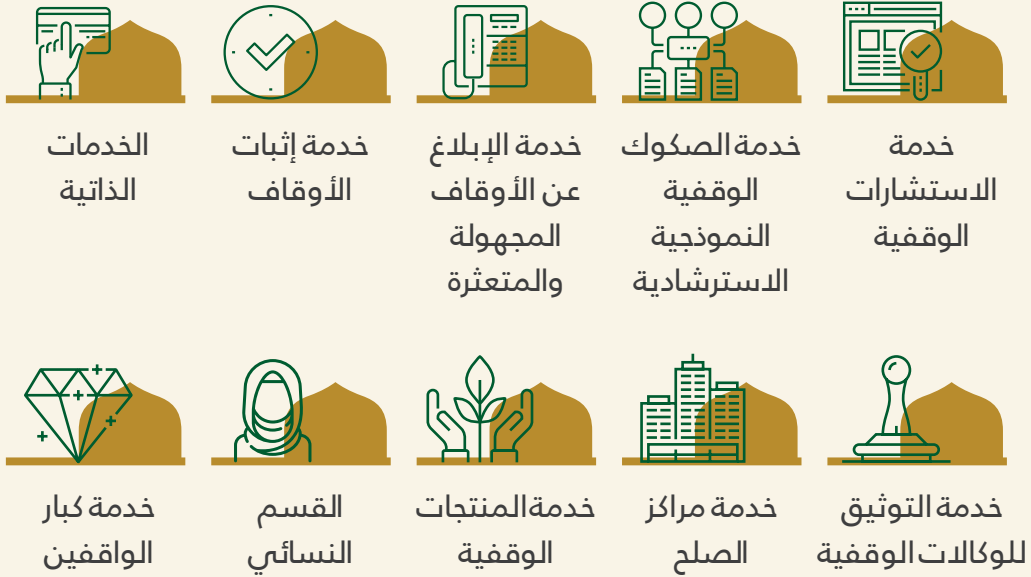 خدمة
الاستشارات
الوقفية
خدمة الصكوك
الوقفية
النموذجية
الاسترشادية
خدمة الإبلاغ
عن الأوقاف
المجهولة
والمتعثرة
خدمة إثبات
الأوقاف
الخدمات
الذاتية
خدمة التوثيق
للوكالات الوقفية
خدمة مراكز
الصلح
خدمة المنتجات
الوقفية
القسم
النسائي
خدمة كبار
الواقفين